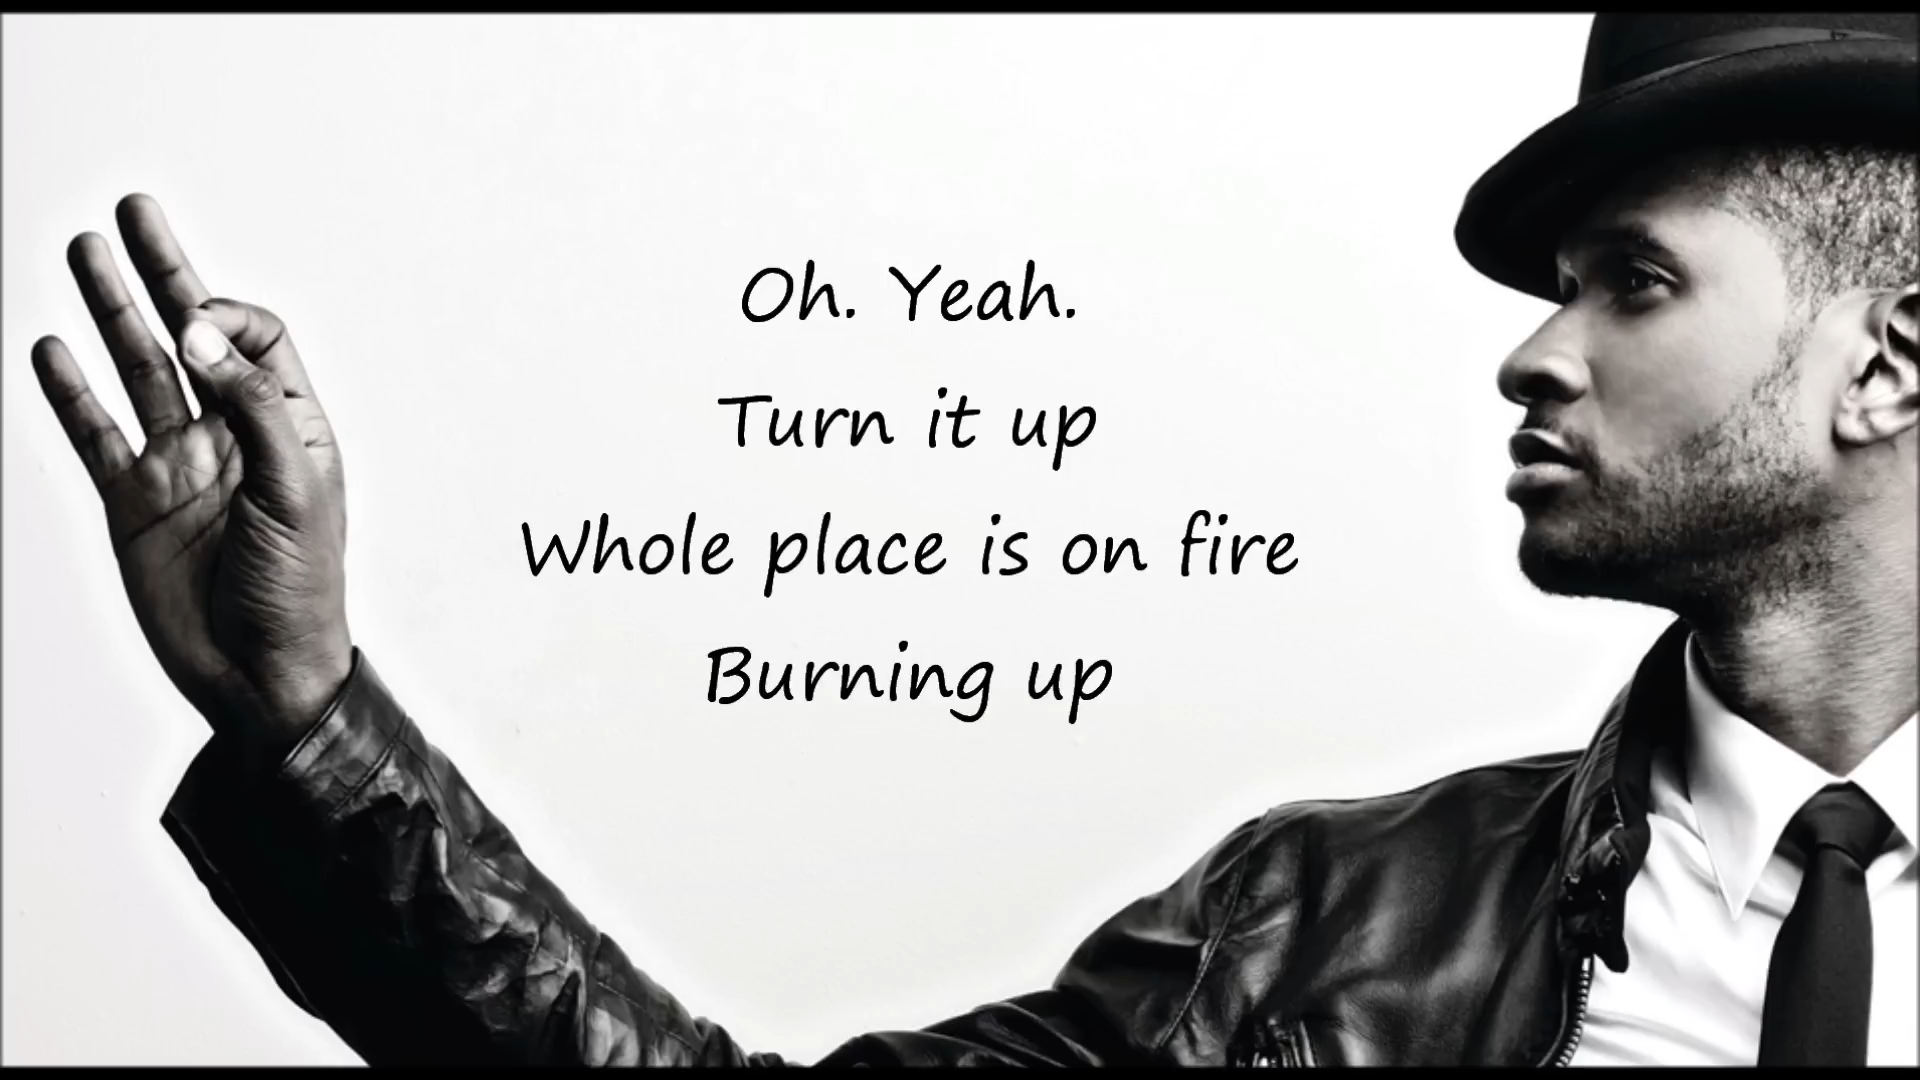 Oh. Yeah.
Turn it up
Whole place is on fire
Burning up